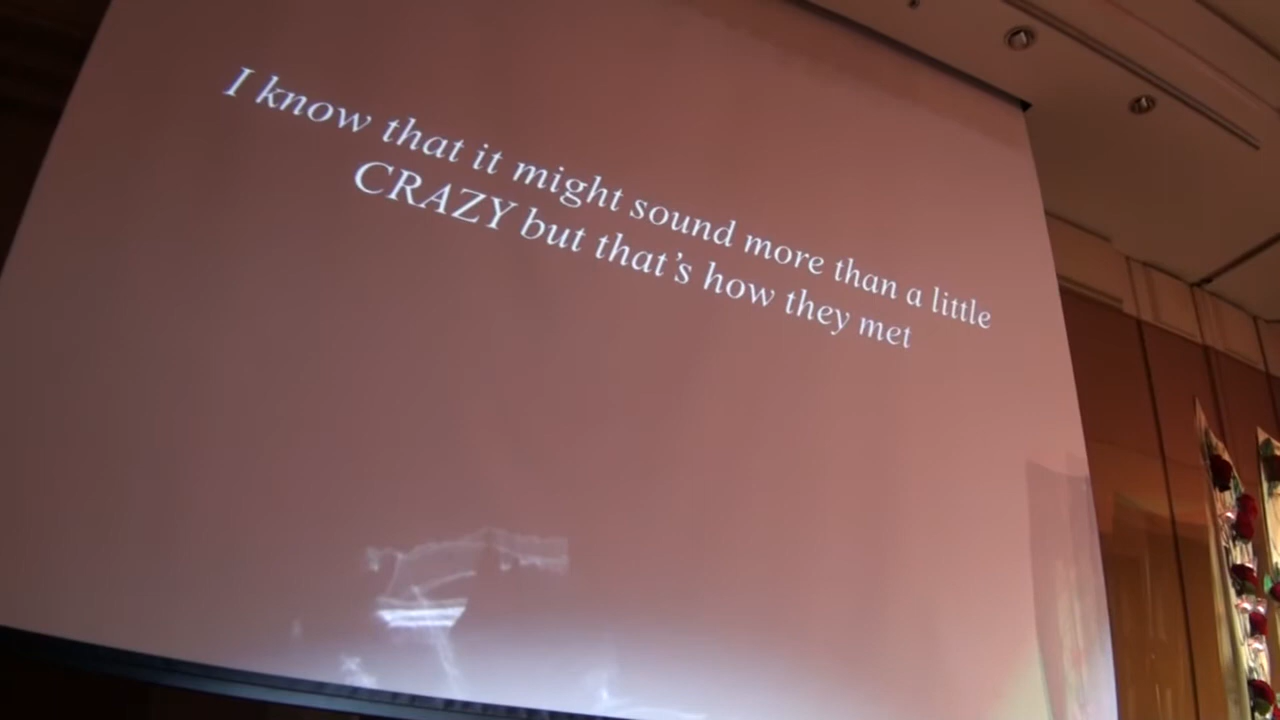 I know that it might sound more than a little
CRAZY but that's how they met